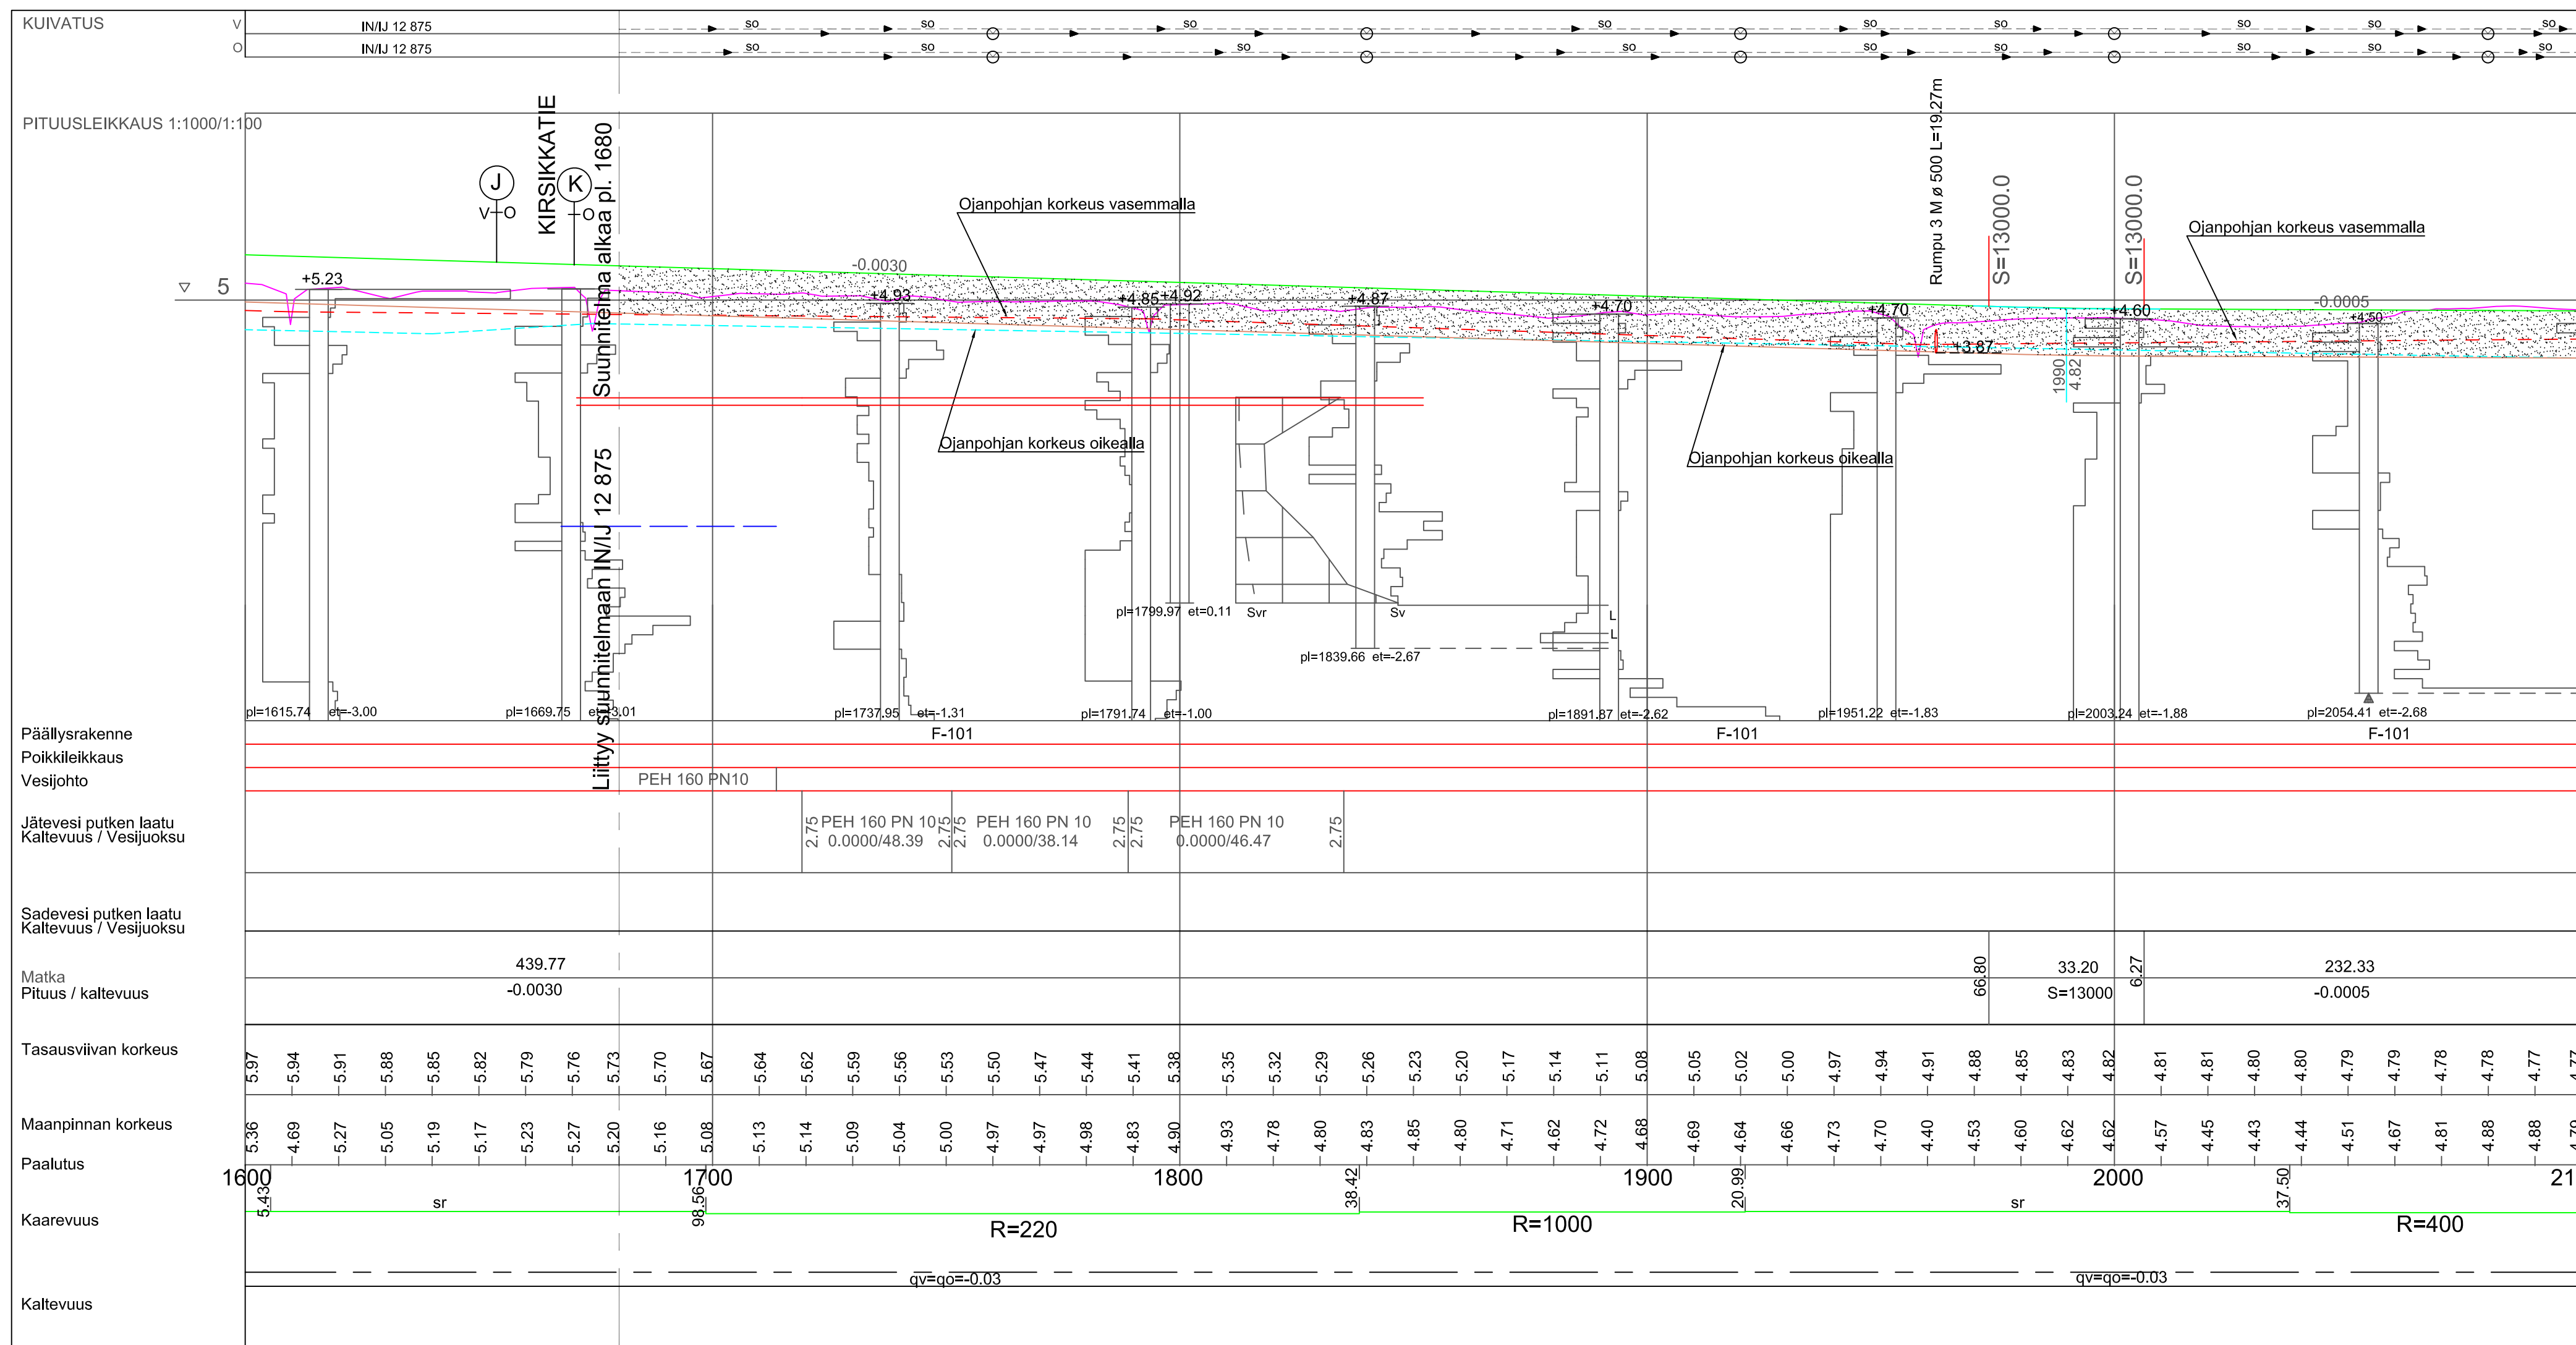 KUIVATUS
V
IN/IJ 12 875
so so so so so so so so so
O
IN/IJ 12 875
so so so so so so so so so
PITUUSLEIKKAUS 1:1000/1:100
J
V O
K
O
KIRSIKKATIE
Suunnitelma alkaa pl. 1680
Liittyy suunnitelmaan IN/IJ 12 875
Ojanpohjan korkeus vasemmalla
Rumpu 3 M ø 500 L=19.27m
S=13000.0
S=13000.0
Ojanpohjan korkeus vasemmalla
5
+5.23
-0.0030
+4.93
+4.85
+4.92
+4.87
+4.70
+4.70
+3.87
+4.60
-0.0005
+4.50
1990
4.82
Ojanpohjan korkeus oikealla
Ojanpohjan korkeus oikealla
pl=1799.97 et=0.11
Svr
Sv
L
L
pl=1839.66 et=-2.67
pl=1615.74 et=-3.00
pl=1669.75 et=-3.01
pl=1737.95 et=-1.31
pl=1791.74 et=-1.00
pl=1891.87 et=-2.62
pl=1951.22 et=-1.83
pl=2003.24 et=-1.88
pl=2054.41 et=-2.68
Päällysrakenne
F-101 F-101 F-101
Poikkileikkaus
Vesijohto
PEH 160 PN10
Jätevesi putken laatu
Kaltevuus / Vesijuoksu
2.75 PEH 160 PN 10 2.75
0.0000/48.39
2.75 PEH 160 PN 10 2.75
0.0000/38.14
2.75 PEH 160 PN 10 2.75
0.0000/46.47
Sadevesi putken laatu
Kaltevuus / Vesijuoksu
Matka
Pituus / kaltevuus
439.77
-0.0030
66.80
33.20
S=13000
6.27
232.33
-0.0005
Tasausviivan korkeus
5.97 5.94 5.91 5.88 5.85 5.82 5.79 5.76 5.73 5.70 5.67 5.64 5.62 5.59 5.56 5.53 5.50 5.47 5.44 5.41 5.38 5.35 5.32 5.29 5.26 5.23 5.20 5.17 5.14 5.11 5.08 5.05 5.02 5.00 4.97 4.94 4.91 4.88 4.85 4.83 4.82 4.81 4.81 4.80 4.80 4.79 4.79 4.78 4.78 4.77 4.77
Maanpinnan korkeus
5.36 4.69 5.27 5.05 5.19 5.17 5.23 5.27 5.20 5.16 5.08 5.13 5.14 5.09 5.04 5.00 4.97 4.97 4.98 4.83 4.90 4.93 4.78 4.80 4.83 4.85 4.80 4.71 4.62 4.72 4.68 4.69 4.64 4.66 4.73 4.70 4.40 4.53 4.60 4.62 4.62 4.57 4.45 4.43 4.44 4.51 4.67 4.81 4.88 4.88 4.79
Paalutus
1600 1700 1800 1900 2000 21
Kaarevuus
5.43 sr 98.56 R=220 38.42 R=1000 20.99 sr 37.50 R=400
qv=qo=-0.03 qv=qo=-0.03
Kaltevuus